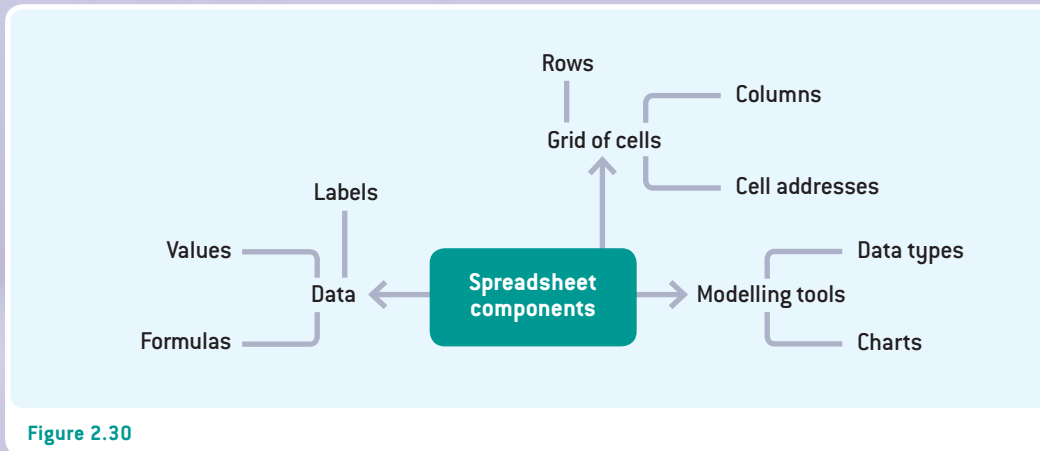 Rows
Columns
Grid of cells
Cell addresses
Labels
Values
Data types
Spreadsheet
components
Data
Modelling tools
Formulas
Charts
Figure 2.30